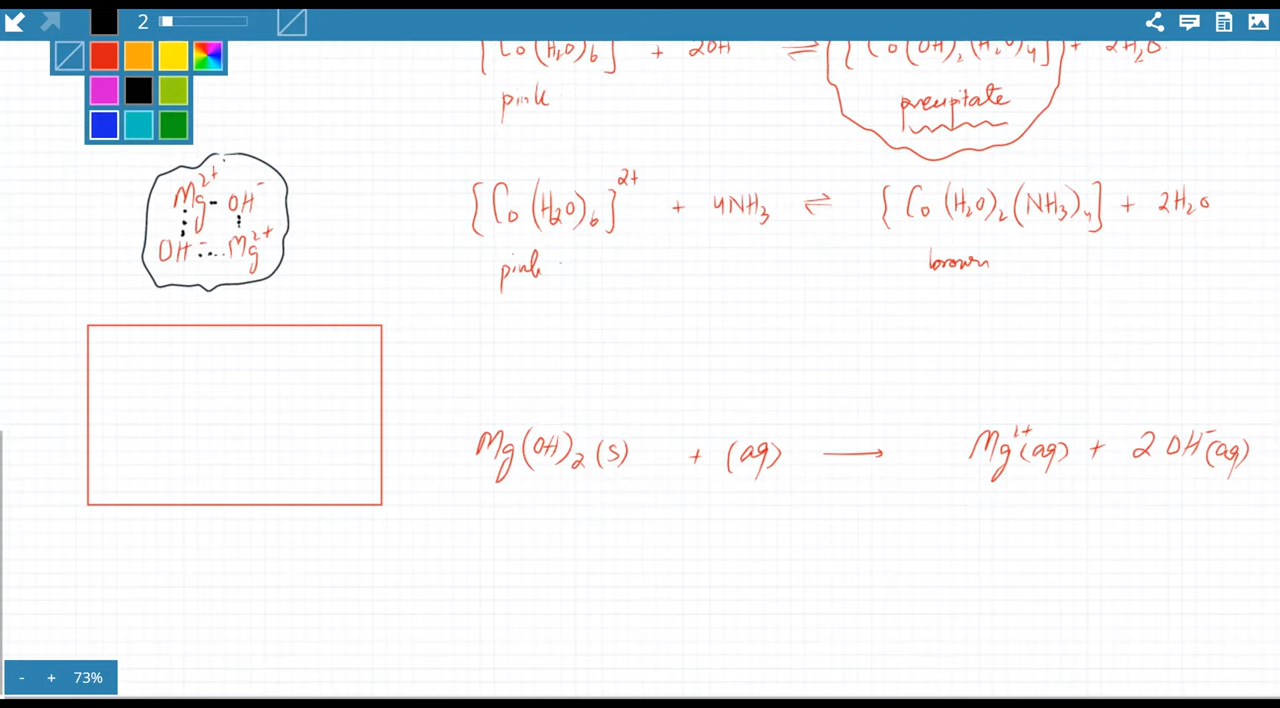 2
[Co(H₂O)₆] + 2OH ⇌ [Co(OH)₂(H₂O)₄] + 2H₂O
pink precipitate
Mg²⁺ - OH⁻
OH⁻ ... Mg²⁺
[Co(H₂O)₆]²⁺ + 4NH₃ ⇌ [Co(H₂O)₂(NH₃)₄] + 2H₂O
pink brown
Mg(OH)₂(s) + (aq) → Mg²⁺(aq) + 2OH⁻(aq)
- + 73%